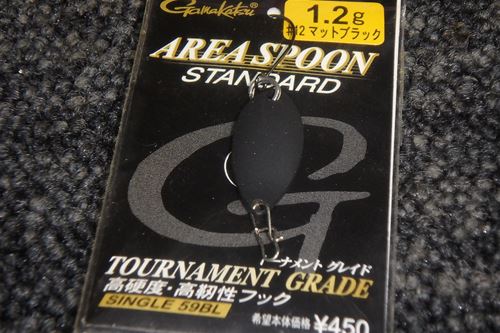 Gamakatsu
1.2g
#12 マットブラック
AREA SPOON
STANDARD
G
トーナメント グレイド
TOURNAMENT GRADE
高硬度・高靭性フック
SINGLE 59BL
希望本体価格 ¥450